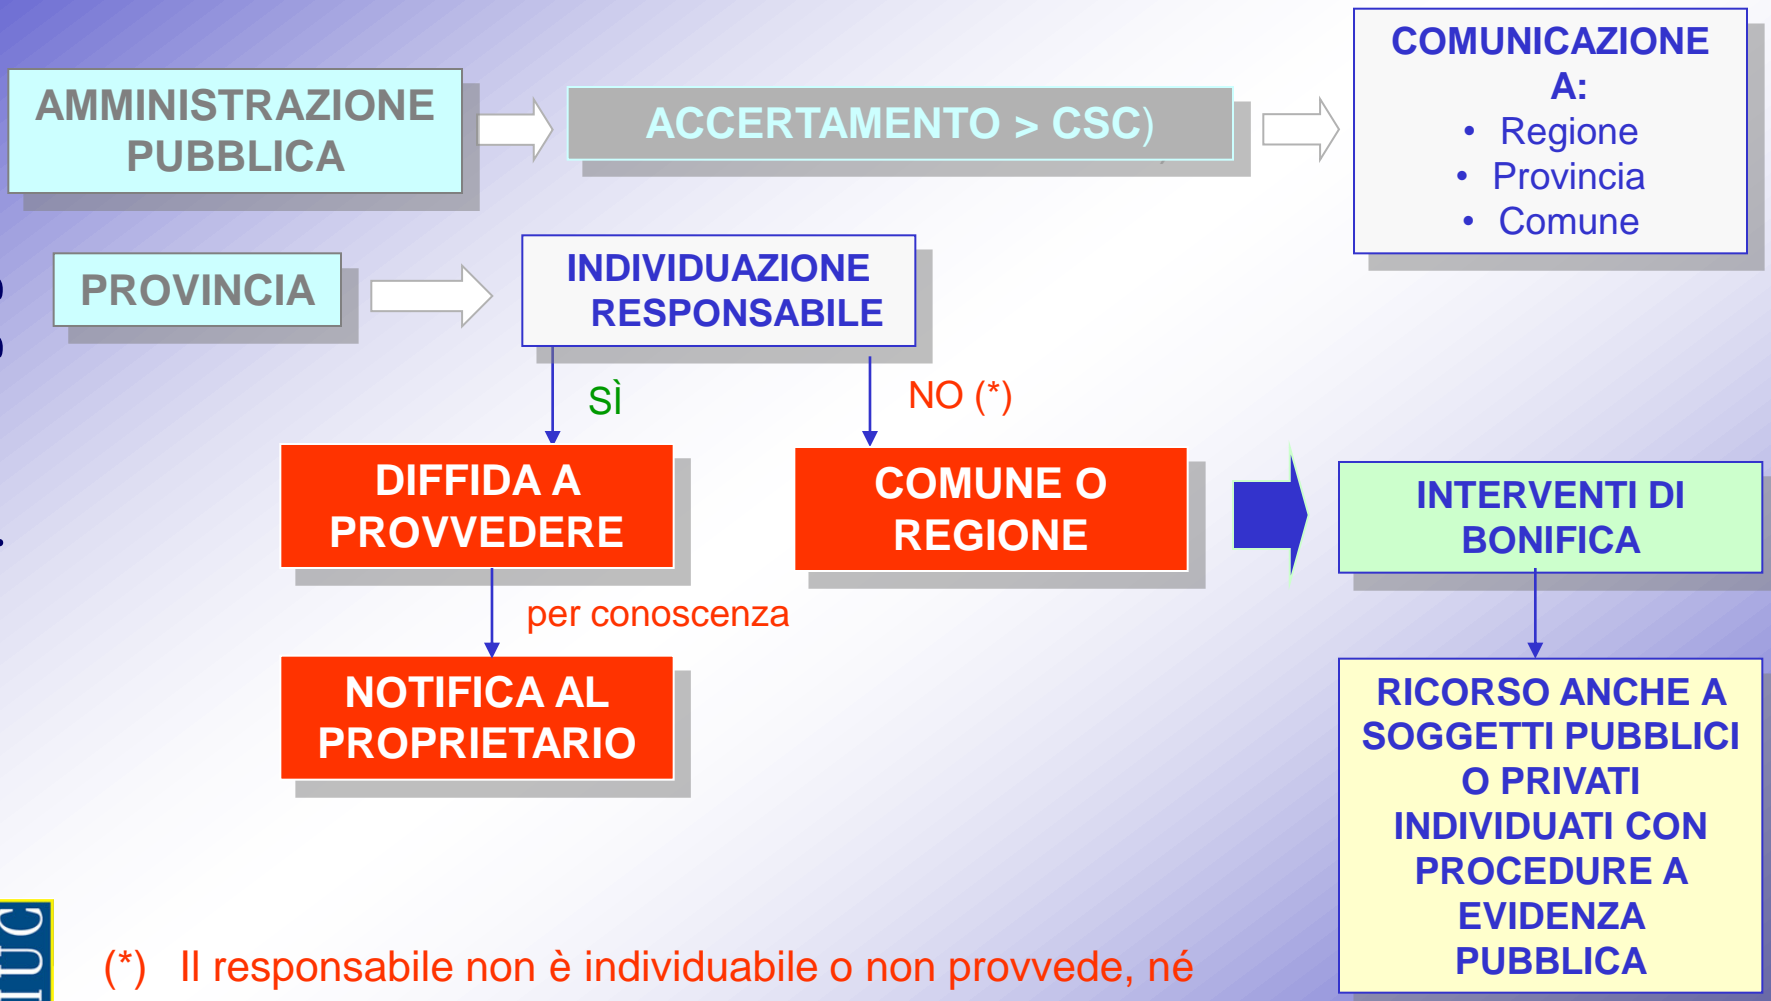 AMMINISTRAZIONE
PUBBLICA
ACCERTAMENTO > CSC)
COMUNICAZIONE
A:
• Regione
• Provincia
• Comune
PROVINCIA
INDIVIDUAZIONE
RESPONSABILE
SÌ
NO (*)
DIFFIDA A
PROVVEDERE
COMUNE O
REGIONE
INTERVENTI DI
BONIFICA
per conoscenza
NOTIFICA AL
PROPRIETARIO
RICORSO ANCHE A
SOGGETTI PUBBLICI
O PRIVATI
INDIVIDUATI CON
PROCEDURE A
EVIDENZA
PUBBLICA
(*) Il responsabile non è individuabile o non provvede, né